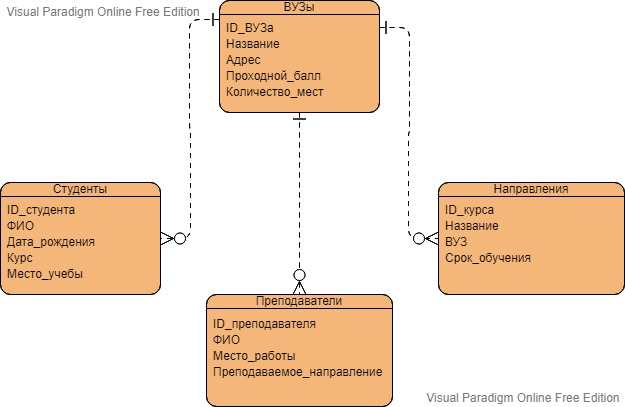 Visual Paradigm Online Free Edition
ВУЗы
ID_ВУЗа
Название
Адрес
Проходной_балл
Количество_мест
Студенты
ID_студента
ФИО
Дата_рождения
Курс
Место_учебы
Направления
ID_курса
Название
ВУЗ
Срок_обучения
Преподаватели
ID_преподавателя
ФИО
Место_работы
Преподаваемое_направление
Visual Paradigm Online Free Edition